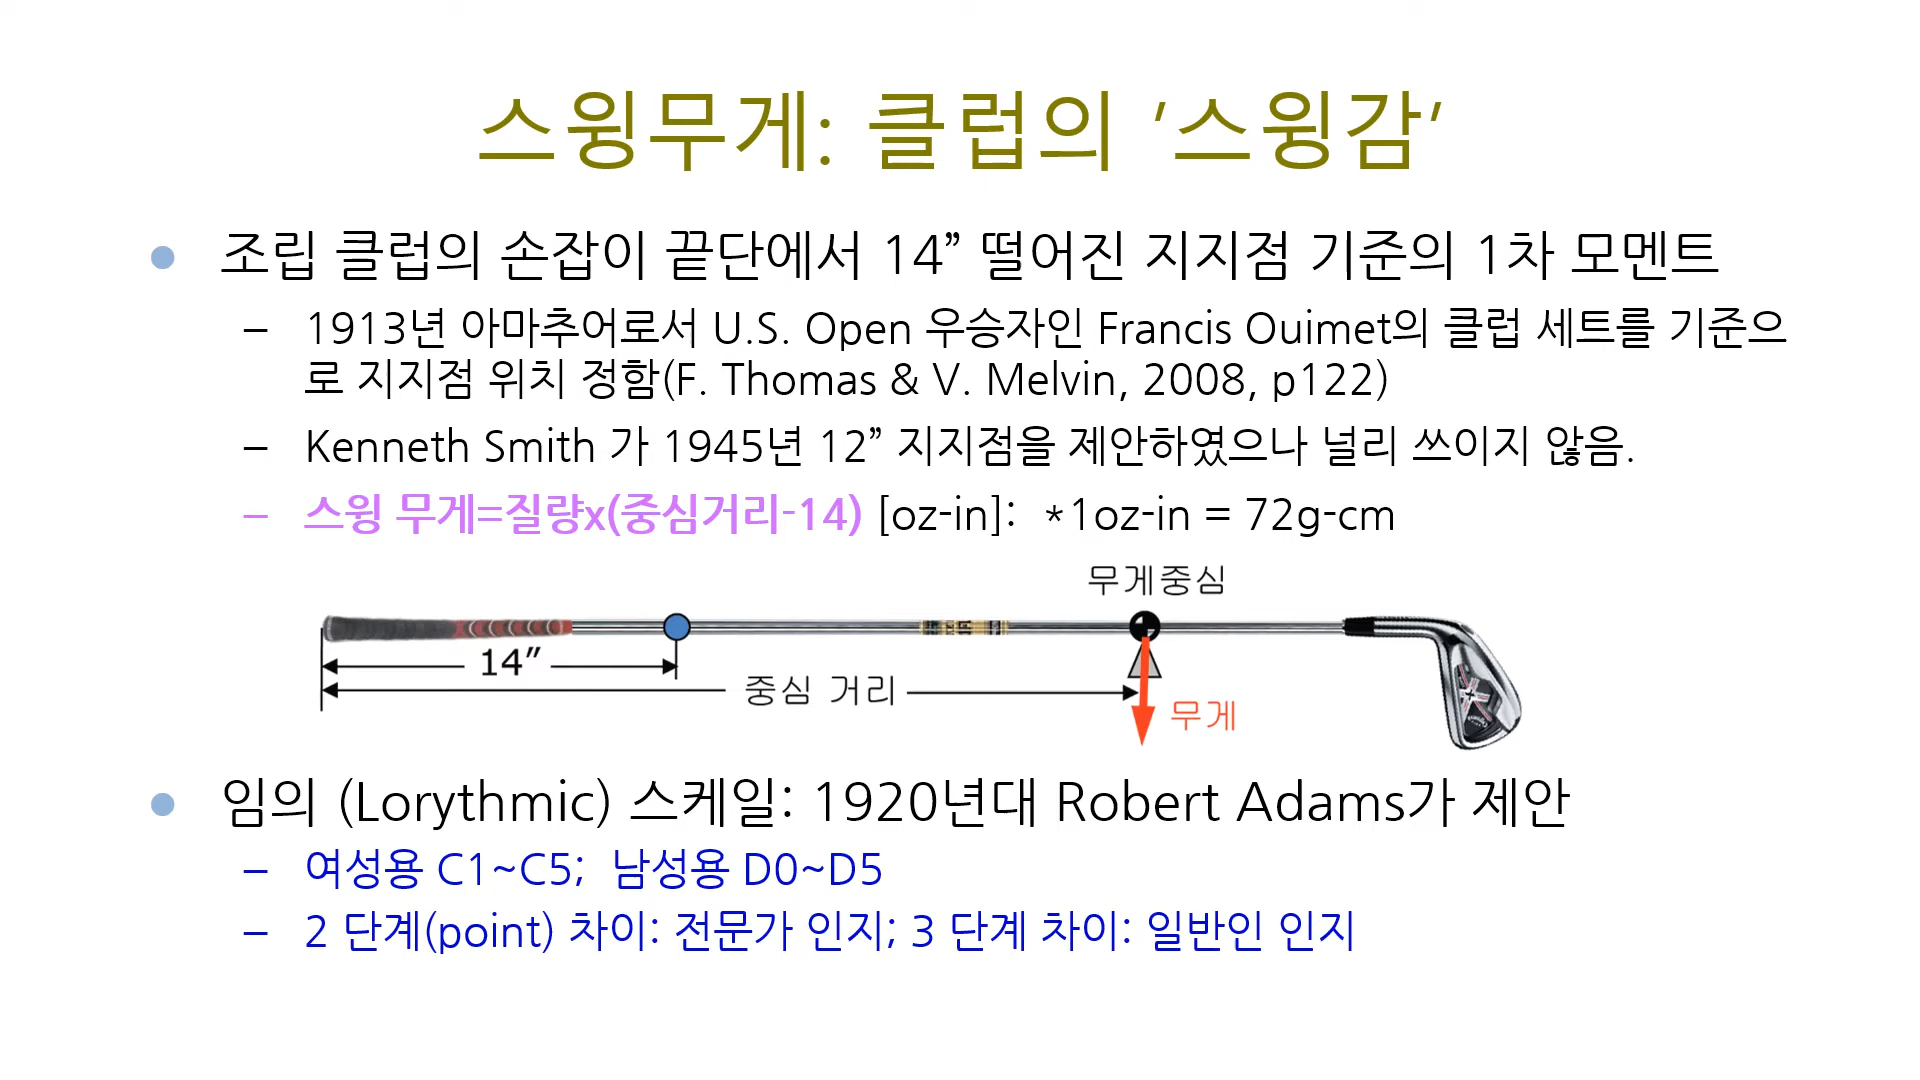 스윙무게: 클럽의 ’스윙감’
조립 클럽의 손잡이 끝단에서 14” 떨어진 지지점 기준의 1차 모멘트
– 1913년 아마추어로서 U.S. Open 우승자인 Francis Ouimet의 클럽 세트를 기준으
로 지지점 위치 정함(F. Thomas & V. Melvin, 2008, p122)
– Kenneth Smith 가 1945년 12” 지지점을 제안하였으나 널리 쓰이지 않음.
– 스윙 무게=질량x(중심거리-14) [oz-in]: *1oz-in = 72g-cm
무게중심
14”
중심 거리
무게
임의 (Lorythmic) 스케일: 1920년대 Robert Adams가 제안
– 여성용 C1~C5; 남성용 D0~D5
– 2 단계(point) 차이: 전문가 인지; 3 단계 차이: 일반인 인지